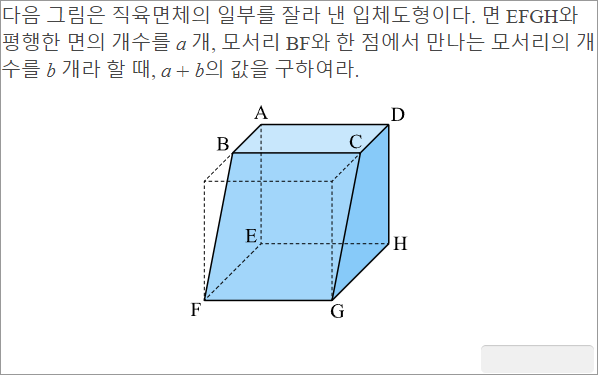 다음 그림은 직육면체의 일부를 잘라 낸 입체도형이다. 면 EFGH와
평행한 면의 개수를 a 개, 모서리 BF와 한 점에서 만나는 모서리의 개
수를 b 개라 할 때, a + b의 값을 구하여라.
A
D
B
C
E
H
F
G